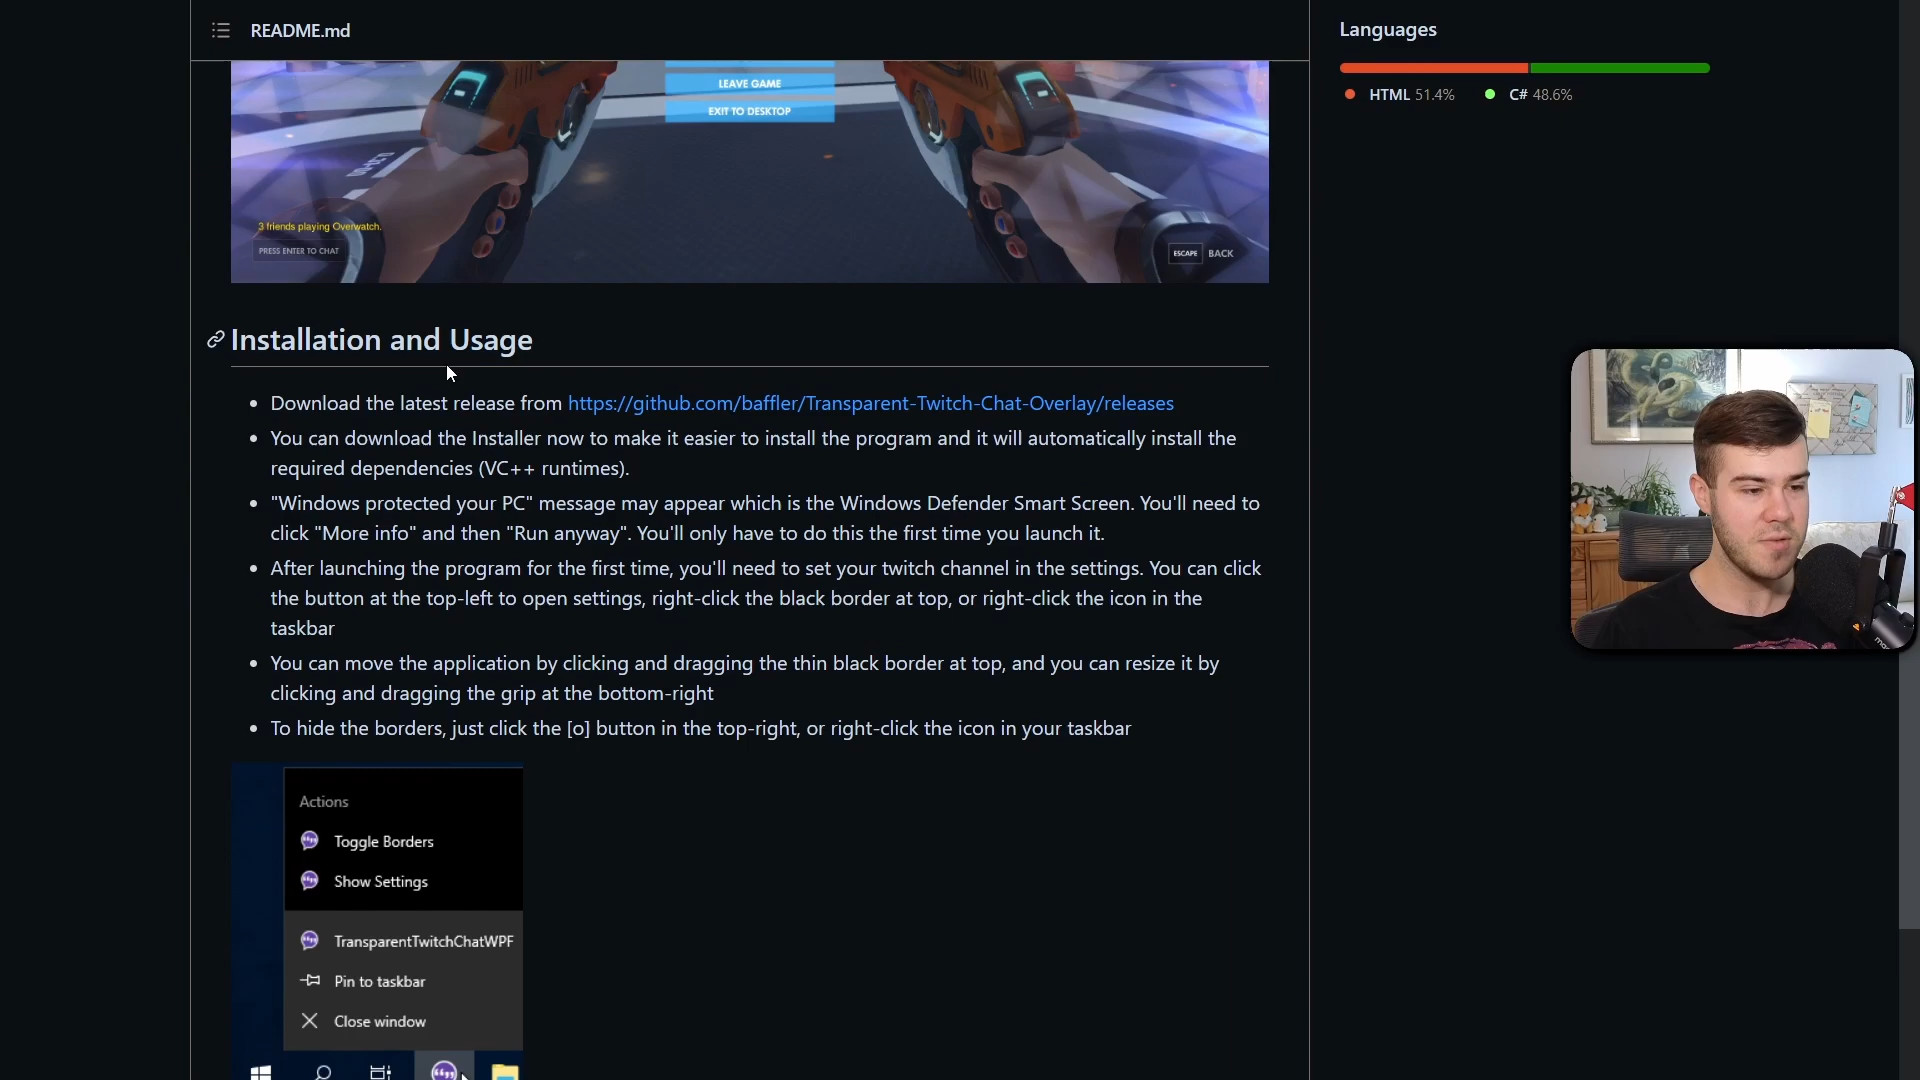 README.md
Languages
HTML 51.4% C# 48.6%
LEAVE GAME
EXIT TO DESKTOP
3 friends playing Overwatch.
PRESS ENTER TO CHAT
ESCAPE BACK
Installation and Usage
Download the latest release from https://github.com/baffler/Transparent-Twitch-Chat-Overlay/releases
You can download the Installer now to make it easier to install the program and it will automatically install the
required dependencies (VC++ runtimes).
"Windows protected your PC" message may appear which is the Windows Defender Smart Screen. You'll need to
click "More info" and then "Run anyway". You'll only have to do this the first time you launch it.
After launching the program for the first time, you'll need to set your twitch channel in the settings. You can click
the button at the top-left to open settings, right-click the black border at top, or right-click the icon in the
taskbar
You can move the application by clicking and dragging the thin black border at top, and you can resize it by
clicking and dragging the grip at the bottom-right
To hide the borders, just click the [o] button in the top-right, or right-click the icon in your taskbar
Actions
Toggle Borders
Show Settings
TransparentTwitchChatWPF
Pin to taskbar
Close window